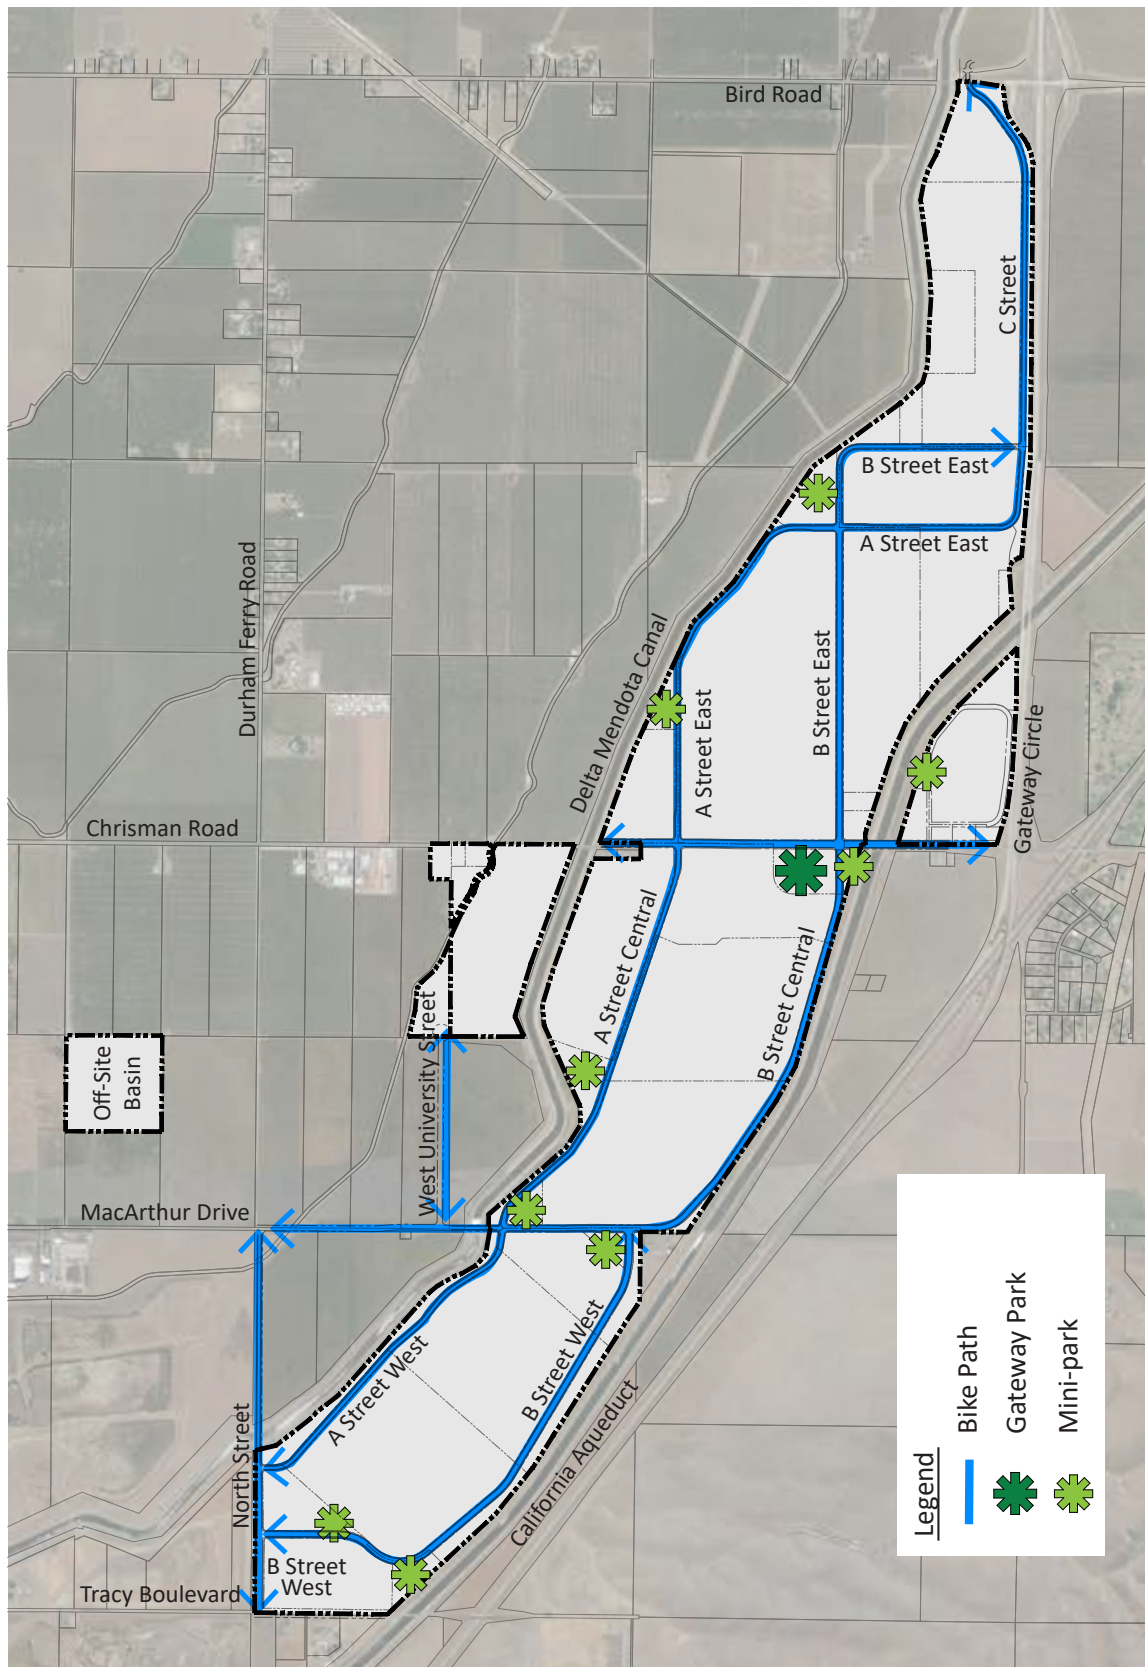 Bird Road
C Street
B Street East
A Street East
Durham Ferry Road
Delta Mendota Canal
A Street East
B Street East
Gateway Circle
Chrisman Road
A Street Central
B Street Central
West University Street
Off-Site
Basin
MacArthur Drive
A Street West
B Street West
California Aqueduct
North Street
B Street
West
Tracy Boulevard
Legend
Bike Path
Gateway Park
Mini-park